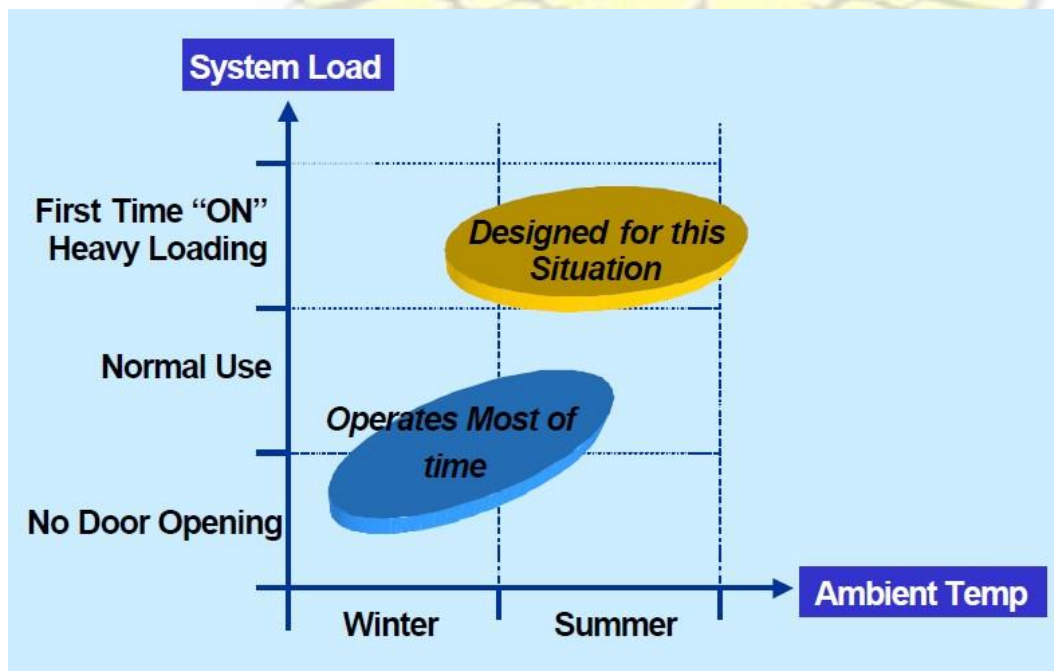 System Load
First Time “ON”
Heavy Loading
Designed for this
Situation
Normal Use
Operates Most of
time
No Door Opening
Ambient Temp
Winter
Summer